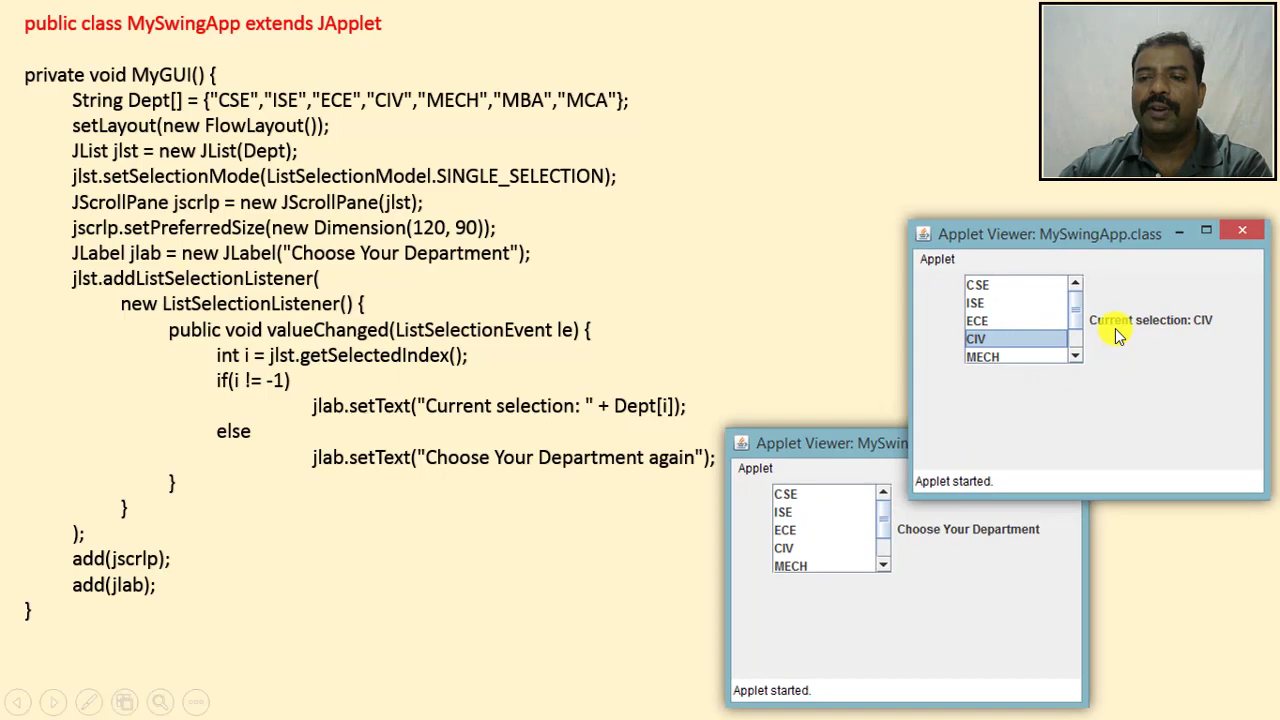 public class MySwingApp extends JApplet
private void MyGUI() {
String Dept[] = {"CSE","ISE","ECE","CIV","MECH","MBA","MCA"};
setLayout(new FlowLayout());
JList jlst = new JList(Dept);
jlst.setSelectionMode(ListSelectionModel.SINGLE_SELECTION);
JScrollPane jscrlp = new JScrollPane(jlst);
jscrlp.setPreferredSize(new Dimension(120, 90));
JLabel jlab = new JLabel("Choose Your Department");
jlst.addListSelectionListener(
new ListSelectionListener() {
public void valueChanged(ListSelectionEvent le) {
int i = jlst.getSelectedIndex();
if(i != -1)
jlab.setText("Current selection: " + Dept[i]);
else
jlab.setText("Choose Your Department again");
}
}
);
add(jscrlp);
add(jlab);
}
Applet Viewer: MySwingApp.class
Applet
CSE
ISE
ECE
CIV
MECH
Current selection: CIV
Applet started.
Applet Viewer: MySwin
Applet
CSE
ISE
ECE
CIV
MECH
Choose Your Department
Applet started.